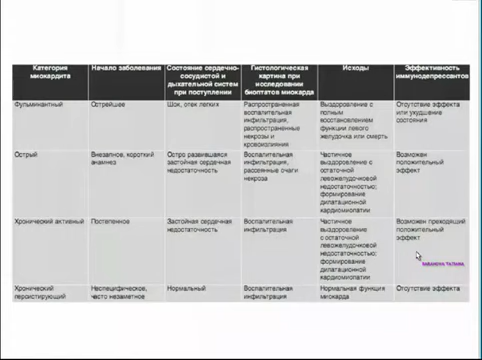 Категория миокардита
Начало заболевания
Состояние сердечно-сосудистой и дыхательной систем при поступлении
Гистологическая картина при исследовании биоптатов миокарда
Исходы
Эффективность иммунодепрессантов
Фульминантный
Острейшее
Шок, отек легких
Распространенная воспалительная инфильтрация, распространенные некрозы и кровоизлияния
Выздоровление с полным восстановлением функции левого желудочка или смерть
Отсутствие эффекта или ухудшение состояния
Острый
Внезапное, короткий анамнез
Остро развившаяся застойная сердечная недостаточность
Воспалительная инфильтрация, рассеянные очаги некроза
Частичное выздоровление с остаточной левожелудочковой недостаточностью; формирование дилатационной кардиомиопатии
Возможен положительный эффект
Хронический активный
Постепенное
Застойная сердечная недостаточность
Воспалительная инфильтрация
Частичное выздоровление с остаточной левожелудочковой недостаточностью; формирование дилатационной кардиомиопатии
Возможен преходящий положительный эффект
Хронический персистирующий
Неспецифическое, часто незаметное
Нормальный
Воспалительная инфильтрация
Нормальная функция миокарда
Отсутствие эффекта